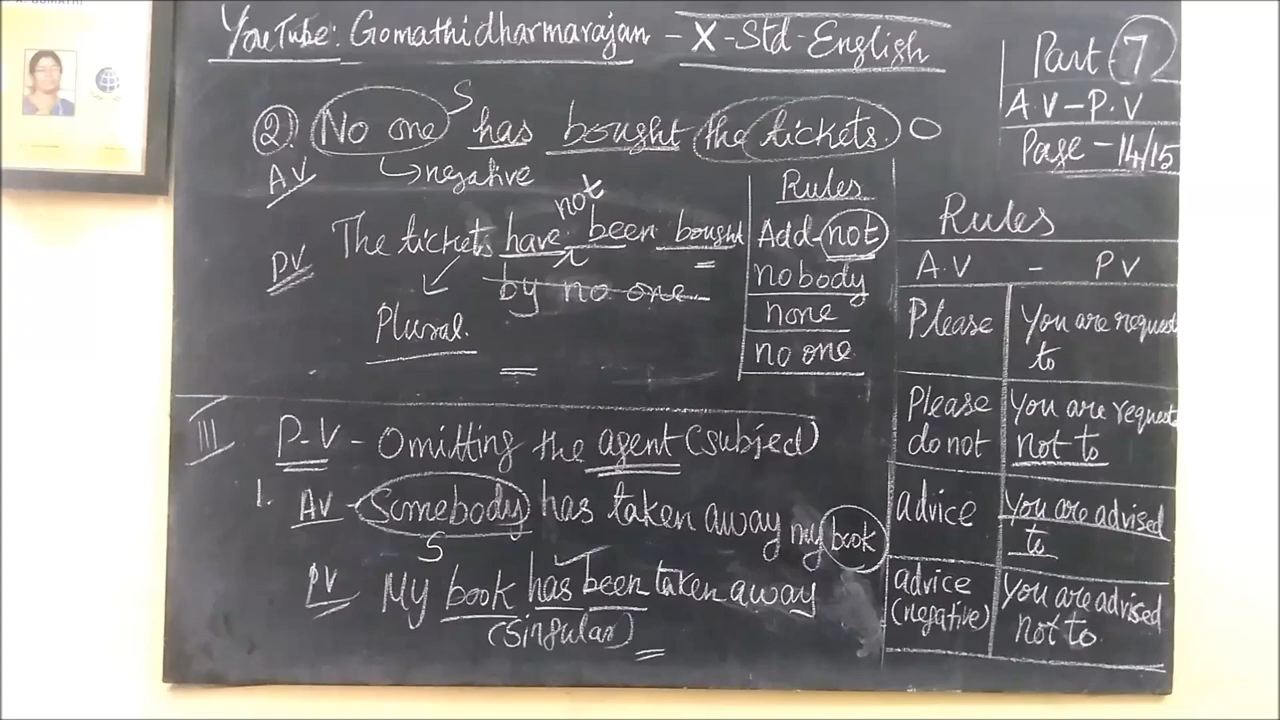 YouTube: Gomathidharmarajan - X-Std-English
Part 7
A.V-P.V
Page - 14/15
2) No one has bought the tickets. O
S
AV
negative
not
PV The tickets have been bought
by no one
Plural.
Rules
Add-not
nobody
none
no one
Rules
A.V - PV
Please You are request
to
Please do not You are request
not to
advice You are advised
to
advice (negative) You are advised
not to
III P-V - Omitting the agent (subject)
1. AV - Somebody has taken away my book
S
PV My book has been taken away
(singular)